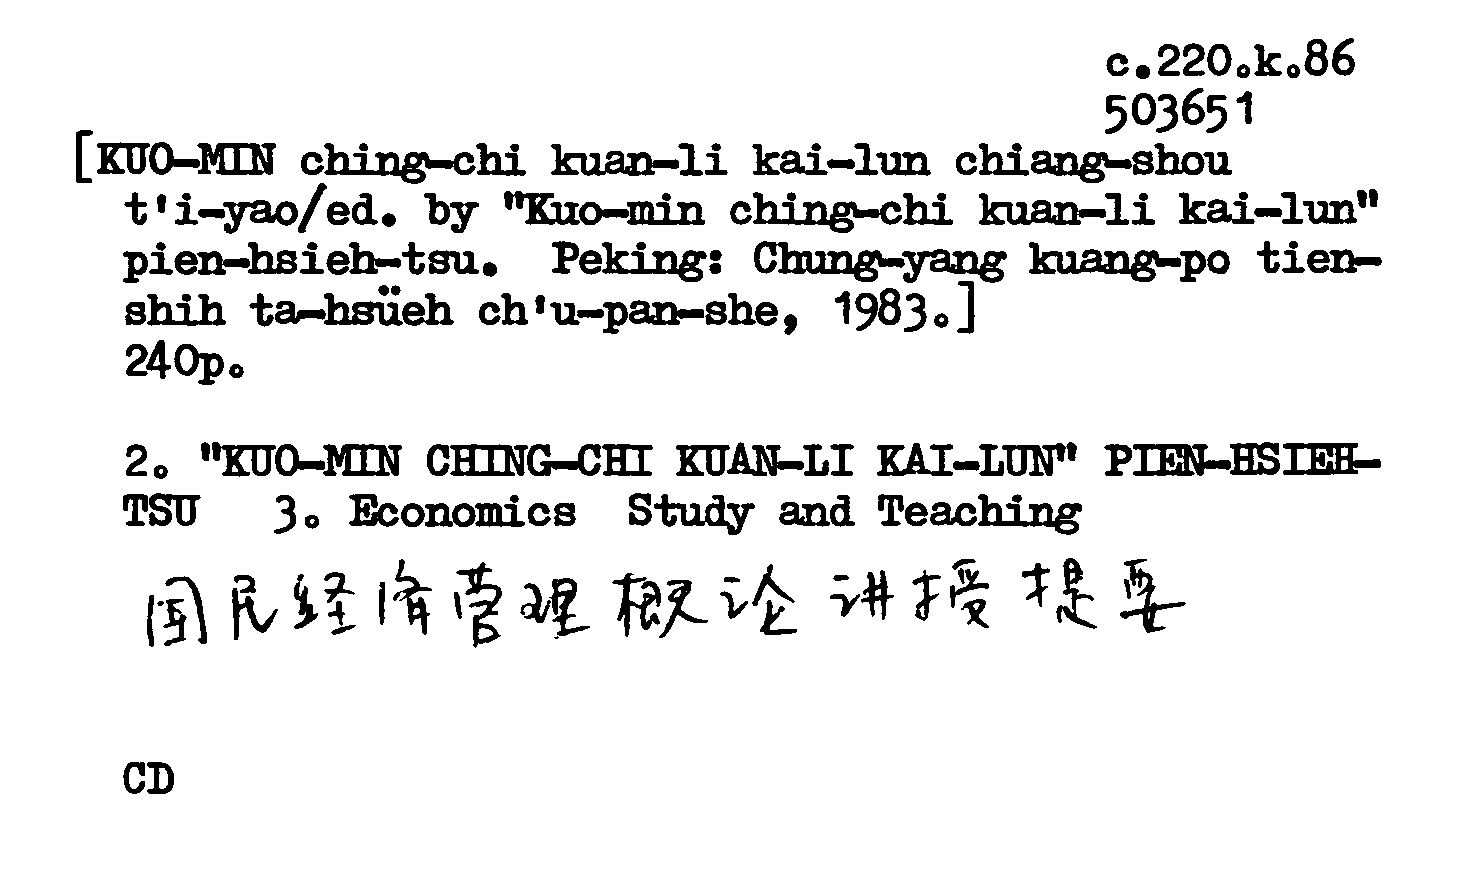 c.220.k.86
503651
[KUO-MIN ching-chi kuan-li kai-lun chiang-shou
t'i-yao/ed. by "Kuo-min ching-chi kuan-li kai-lun"
pien-hsieh-tsu. Peking: Chung-yang kuang-po tien-
shih ta-hsüeh ch'u-pan-she, 1983.]
240p.
2. "KUO-MIN CHING-CHI KUAN-LI KAI-LUN" PIEN-HSIEH-
TSU 3. Economics Study and Teaching
国民经济管理概论讲授提要
CD